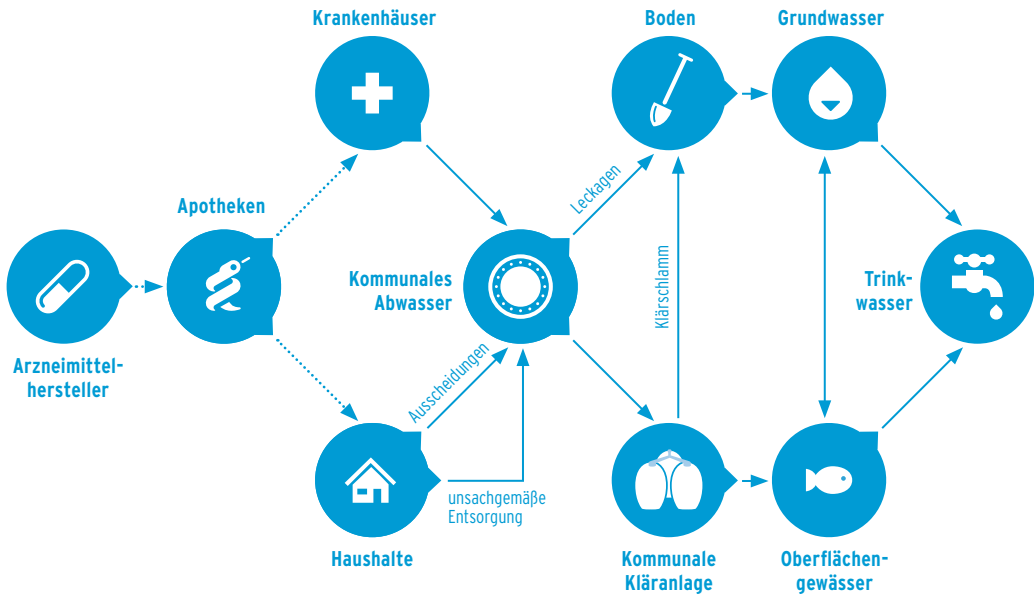 Krankenhäuser
Boden
Grundwasser
Leckagen
Apotheken
Kommunales
Abwasser
Klärschlamm
Trink-
wasser
Arzneimittel-
hersteller
Ausscheidungen
unsachgemäße
Entsorgung
Haushalte
Kommunale
Kläranlage
Oberflächen-
gewässer